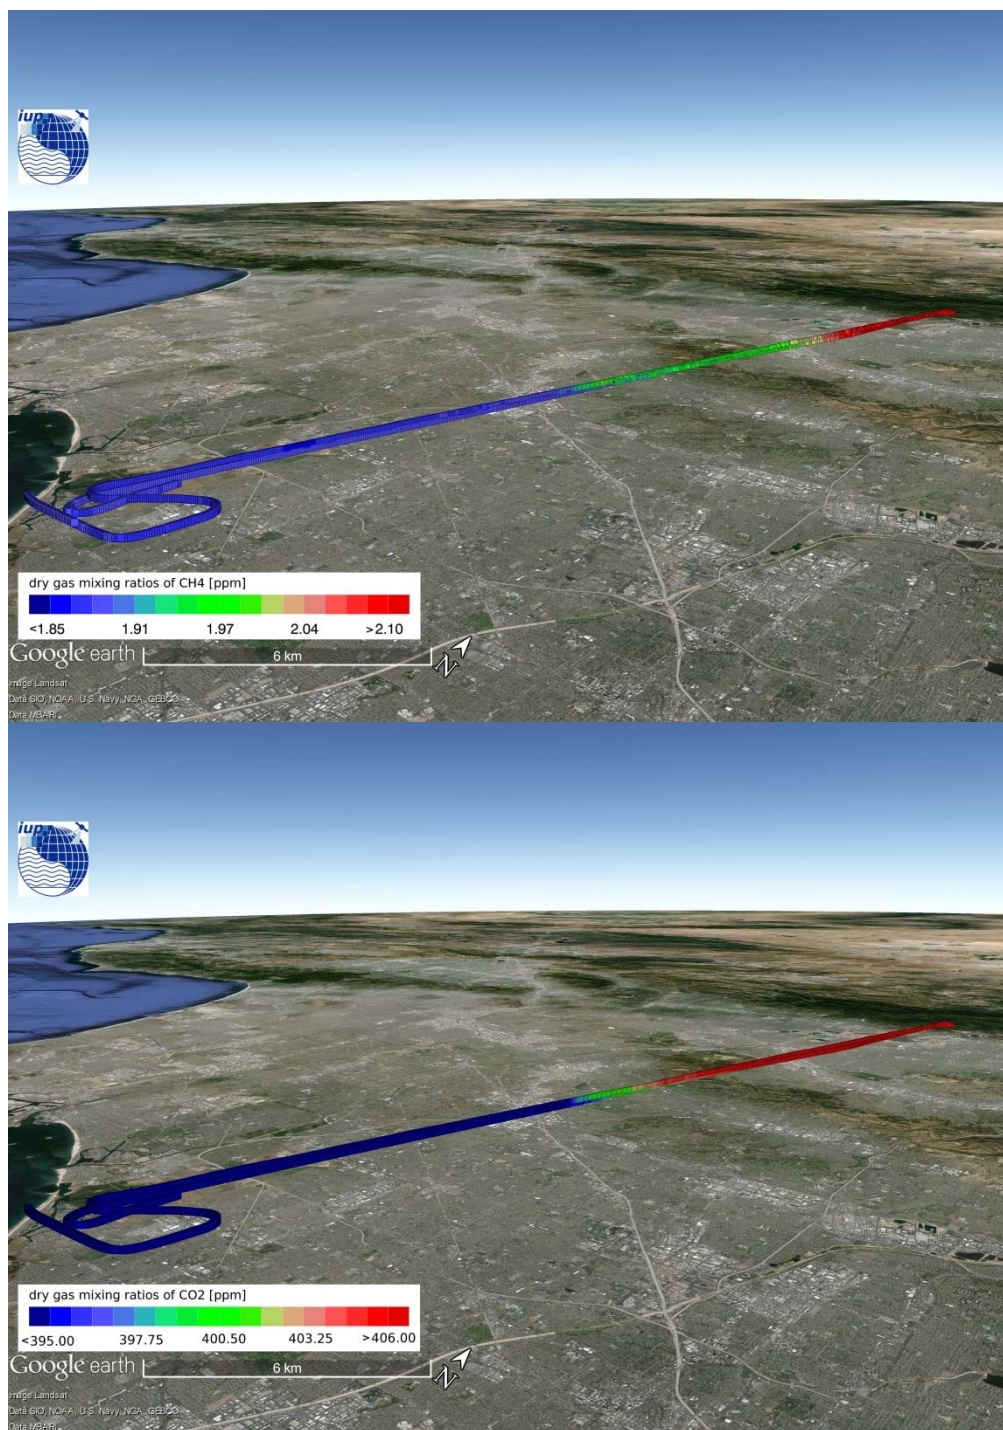 iup
dry gas mixing ratios of CH4 [ppm]
<1.85 1.91 1.97 2.04 >2.10
Google earth
6 km
N
Image Landsat
Data SIO, NOAA, U.S. Navy, NGA, GEBCO
Data MBARI
iup
dry gas mixing ratios of CO2 [ppm]
<395.00 397.75 400.50 403.25 >406.00
Google earth
6 km
N
Image Landsat
Data SIO, NOAA, U.S. Navy, NGA, GEBCO
Data MBARI